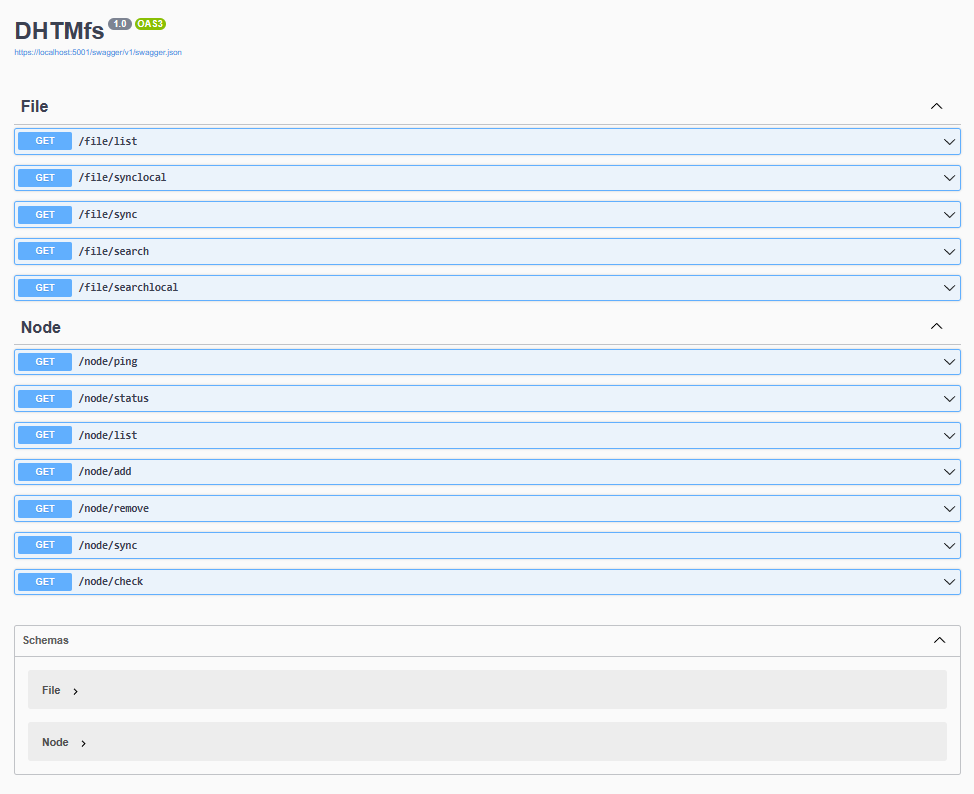 DHTMfs 1.0 OAS3
https://localhost:5001/swagger/v1/swagger.json
File
GET /file/list
GET /file/synclocal
GET /file/sync
GET /file/search
GET /file/searchlocal
Node
GET /node/ping
GET /node/status
GET /node/list
GET /node/add
GET /node/remove
GET /node/sync
GET /node/check
Schemas
File
Node